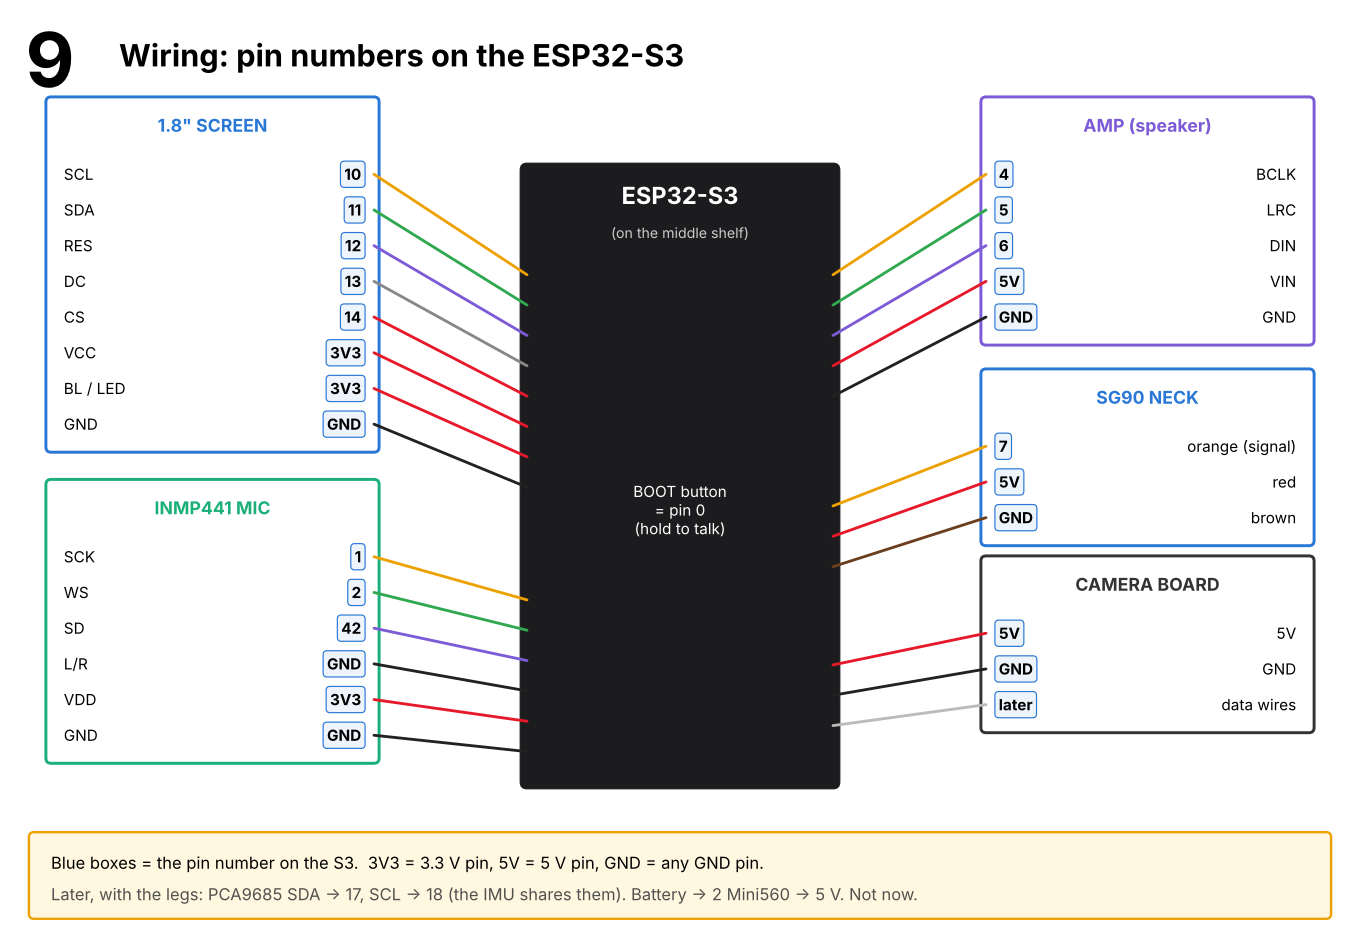 9
Wiring: pin numbers on the ESP32-S3
1.8" SCREEN
SCL 10
SDA 11
RES 12
DC 13
CS 14
VCC 3V3
BL / LED 3V3
GND GND
INMP441 MIC
SCK 1
WS 2
SD 42
L/R GND
VDD 3V3
GND GND
ESP32-S3
(on the middle shelf)
BOOT button
= pin 0
(hold to talk)
AMP (speaker)
4 BCLK
5 LRC
6 DIN
5V VIN
GND GND
SG90 NECK
7 orange (signal)
5V red
GND brown
CAMERA BOARD
5V 5V
GND GND
later data wires
Blue boxes = the pin number on the S3. 3V3 = 3.3 V pin, 5V = 5 V pin, GND = any GND pin.
Later, with the legs: PCA9685 SDA → 17, SCL → 18 (the IMU shares them). Battery → 2 Mini560 → 5 V. Not now.